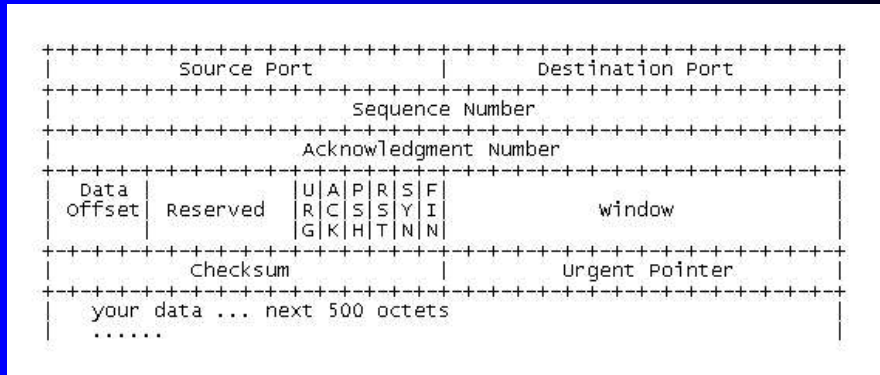 +-+-+-+-+-+-+-+-+-+-+-+-+-+-+-+-+-+-+-+-+-+-+-+-+-+-+-+-+-+-+-+-+
|          Source Port          |       Destination Port        |
+-+-+-+-+-+-+-+-+-+-+-+-+-+-+-+-+-+-+-+-+-+-+-+-+-+-+-+-+-+-+-+-+
|                        Sequence Number                        |
+-+-+-+-+-+-+-+-+-+-+-+-+-+-+-+-+-+-+-+-+-+-+-+-+-+-+-+-+-+-+-+-+
|                    Acknowledgment Number                      |
+-+-+-+-+-+-+-+-+-+-+-+-+-+-+-+-+-+-+-+-+-+-+-+-+-+-+-+-+-+-+-+-+
|  Data |           |U|A|P|R|S|F|                               |
| Offset| Reserved  |R|C|S|S|Y|I|            Window             |
|       |           |G|K|H|T|N|N|                               |
+-+-+-+-+-+-+-+-+-+-+-+-+-+-+-+-+-+-+-+-+-+-+-+-+-+-+-+-+-+-+-+-+
|           Checksum            |         Urgent Pointer        |
+-+-+-+-+-+-+-+-+-+-+-+-+-+-+-+-+-+-+-+-+-+-+-+-+-+-+-+-+-+-+-+-+
|   your data ... next 500 octets                               |
|   ......                                                      |